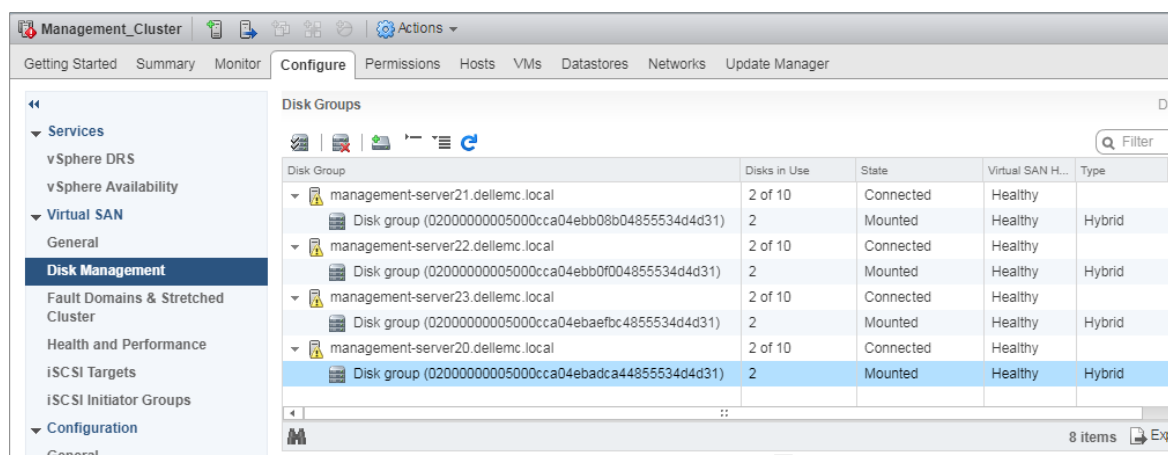 Management_Cluster Actions
Getting Started Summary Monitor Configure Permissions Hosts VMs Datastores Networks Update Manager
Services
vSphere DRS
vSphere Availability
Virtual SAN
General
Disk Management
Fault Domains & Stretched
Cluster
Health and Performance
iSCSI Targets
iSCSI Initiator Groups
Configuration
General
Disk Groups
Filter
Disk Group Disks in Use State Virtual SAN H... Type
management-server21.dellemc.local 2 of 10 Connected Healthy
Disk group (02000000005000cca04ebb08b04855534d4d31) 2 Mounted Healthy Hybrid
management-server22.dellemc.local 2 of 10 Connected Healthy
Disk group (02000000005000cca04ebb0f004855534d4d31) 2 Mounted Healthy Hybrid
management-server23.dellemc.local 2 of 10 Connected Healthy
Disk group (02000000005000cca04ebaefbc4855534d4d31) 2 Mounted Healthy Hybrid
management-server20.dellemc.local 2 of 10 Connected Healthy
Disk group (02000000005000cca04ebadca44855534d4d31) 2 Mounted Healthy Hybrid
8 items